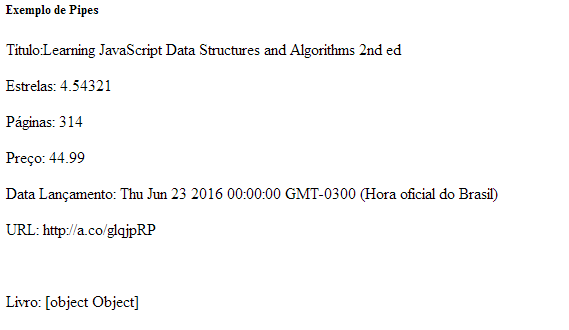 Exemplo de Pipes
Titulo:Learning JavaScript Data Structures and Algorithms 2nd ed
Estrelas: 4.54321
Páginas: 314
Preço: 44.99
Data Lançamento: Thu Jun 23 2016 00:00:00 GMT-0300 (Hora oficial do Brasil)
URL: http://a.co/glqjpRP
Livro: [object Object]